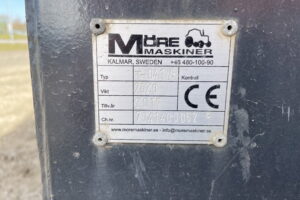 MÖRE
MASKINER
KALMAR, SWEDEN +46 480-100-90
Typ
Kontroll
Vikt
Tillv.år
Ch.nr
CE
www.moremaskiner.se - info@moremaskiner.se